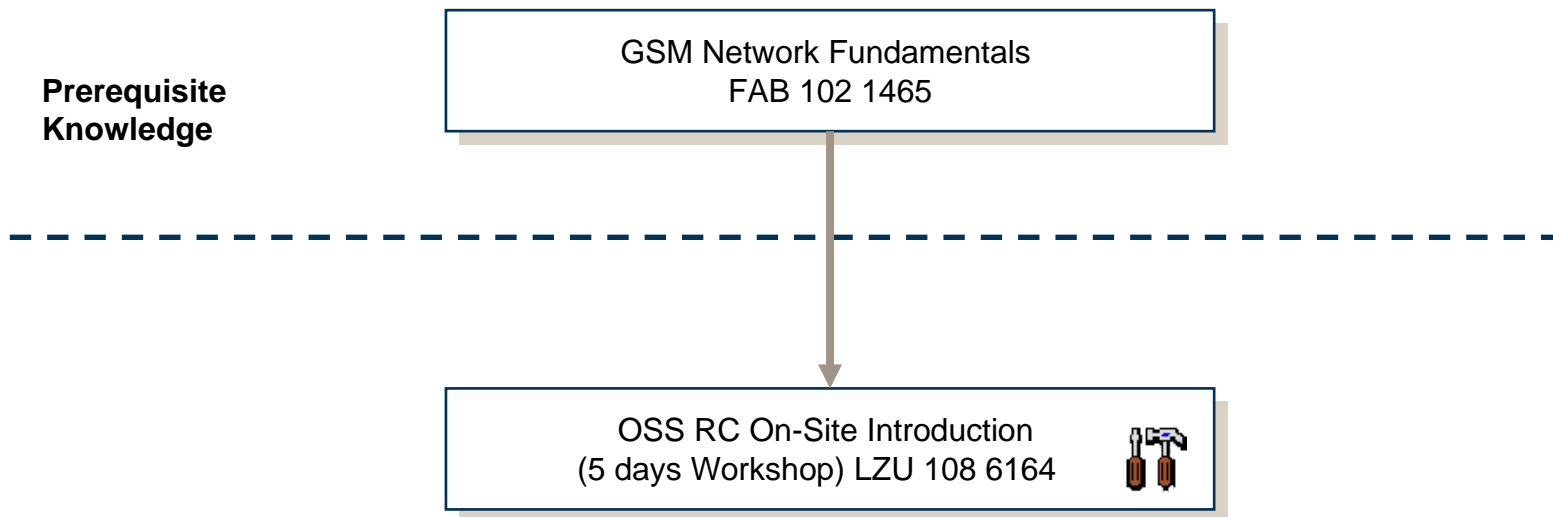 GSM Network Fundamentals
FAB 102 1465
Prerequisite
Knowledge
OSS RC On-Site Introduction
(5 days Workshop) LZU 108 6164